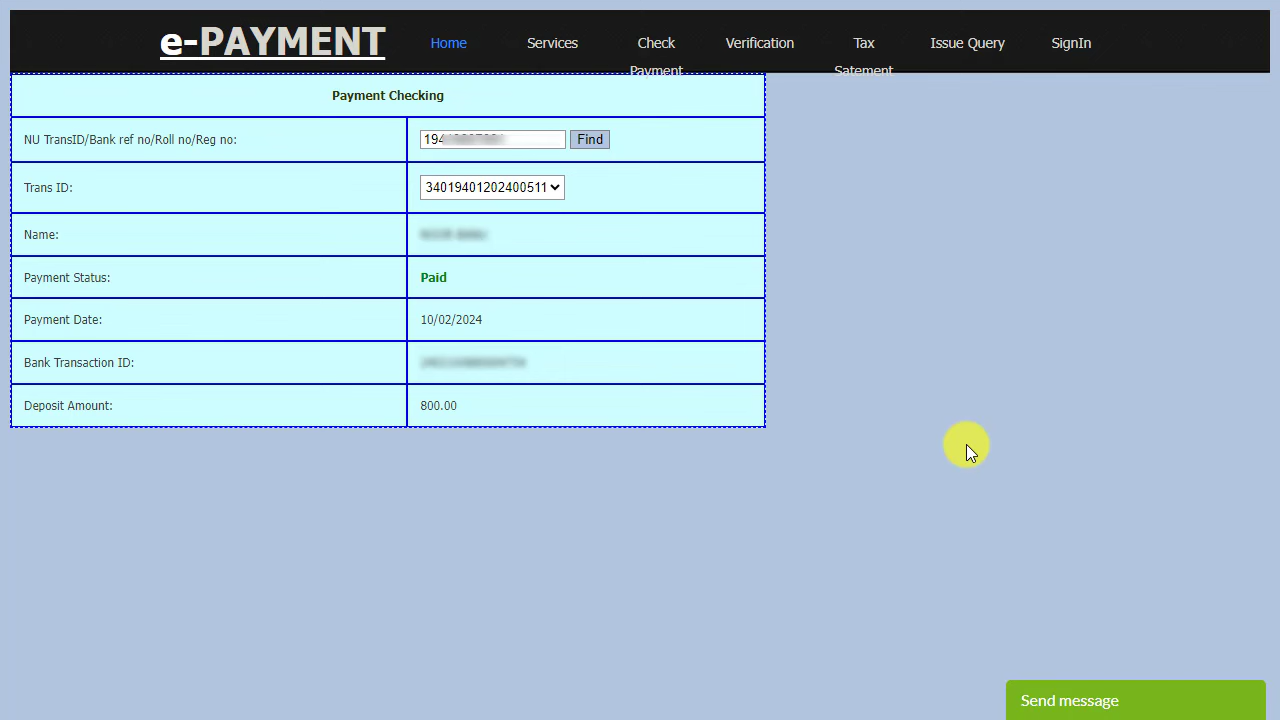 e-PAYMENT
Home
Services
Check
Payment
Verification
Tax
Satement
Issue Query
SignIn
Payment Checking
NU TransID/Bank ref no/Roll no/Reg no:
194
Find
Trans ID:
34019401202400511
Name:
Payment Status:
Paid
Payment Date:
10/02/2024
Bank Transaction ID:
Deposit Amount:
800.00
Send message